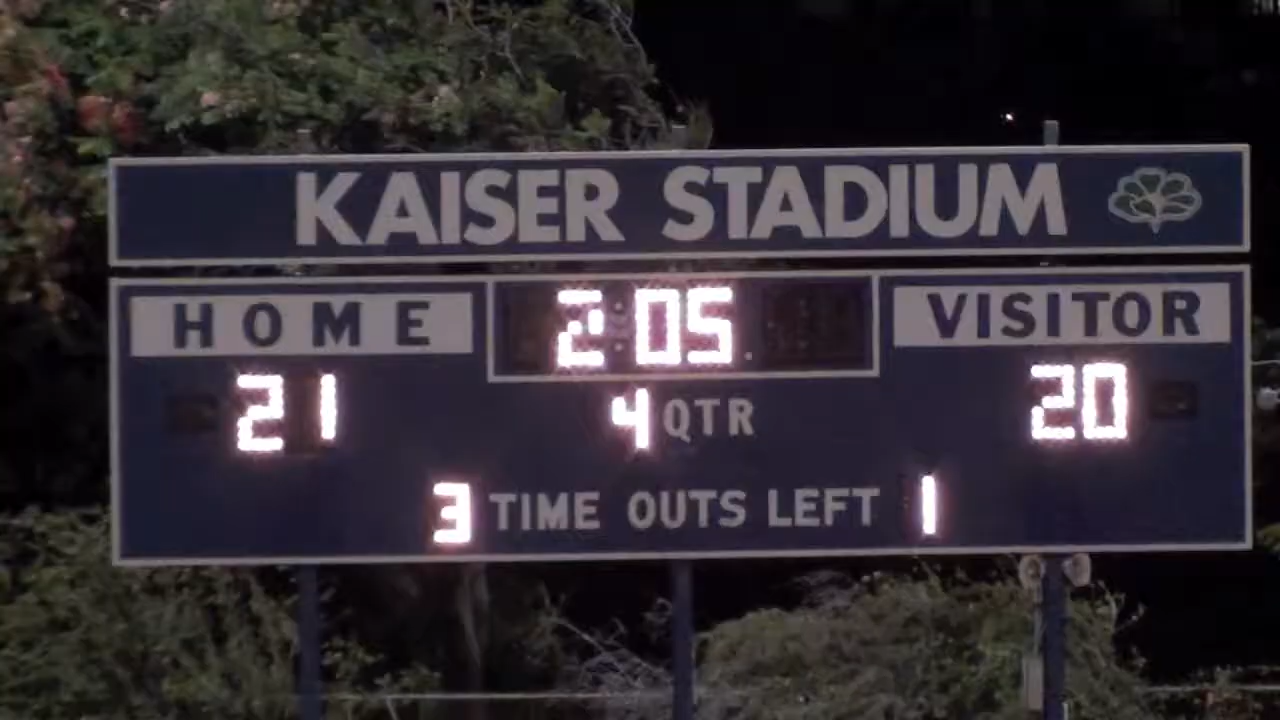 KAISER STADIUM
HOME 2:05 VISITOR
21 4 QTR 20
3 TIME OUTS LEFT 1